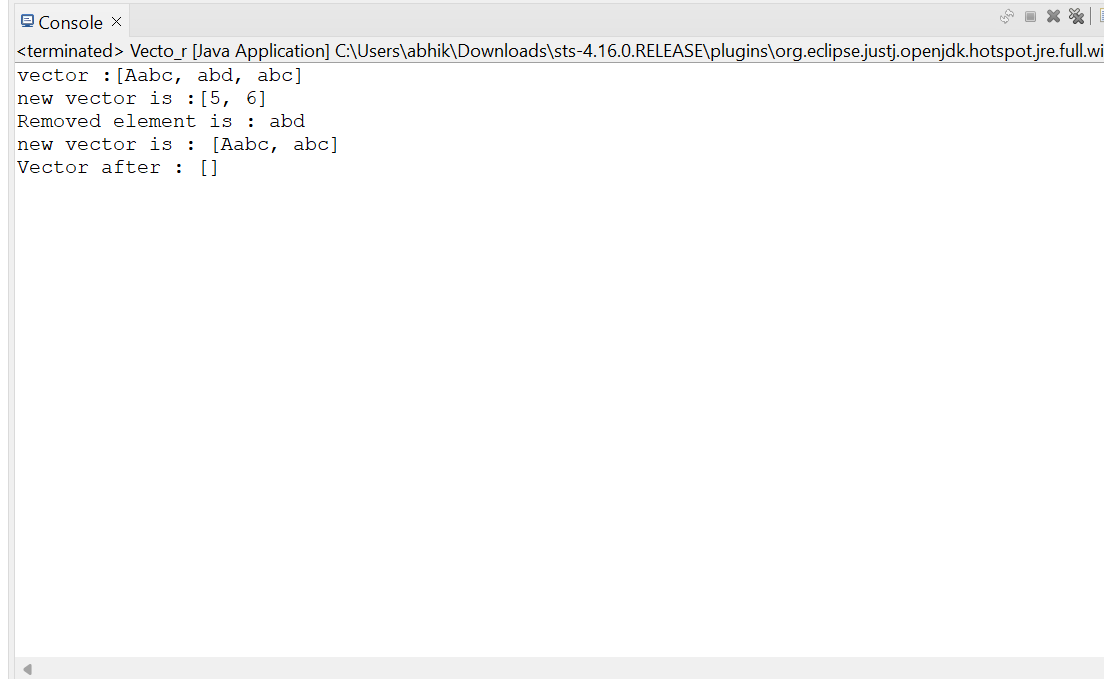 Console
<terminated> Vecto_r [Java Application] C:\Users\abhik\Downloads\sts-4.16.0.RELEASE\plugins\org.eclipse.justj.openjdk.hotspot.jre.full.wi
vector :[Aabc, abd, abc]
new vector is :[5, 6]
Removed element is : abd
new vector is : [Aabc, abc]
Vector after : []